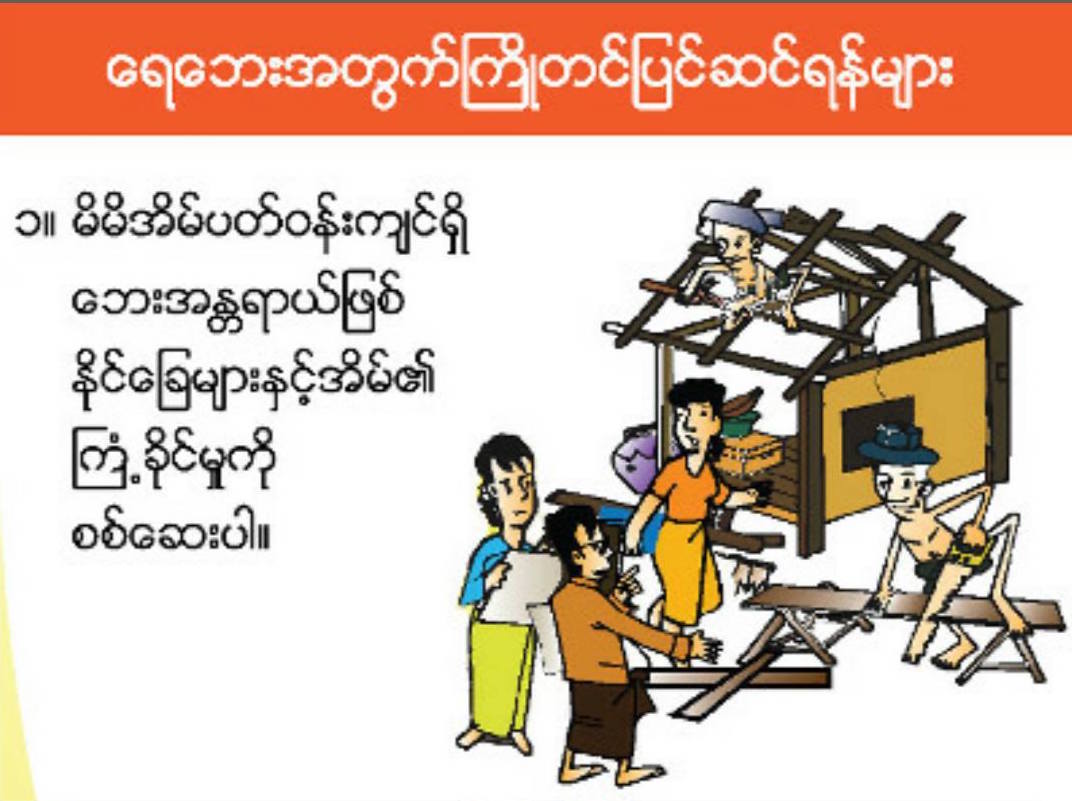 ရေဘေးအတွက်ကြိုတင်ပြင်ဆင်ရန်များ
၁။ မိမိအိမ်ပတ်ဝန်းကျင်ရှိ
ဘေးအန္တရာယ်ဖြစ်
နိုင်ခြေများနှင့်အိမ်၏
ကြံ့ခိုင်မှုကို
စစ်ဆေးပါ။